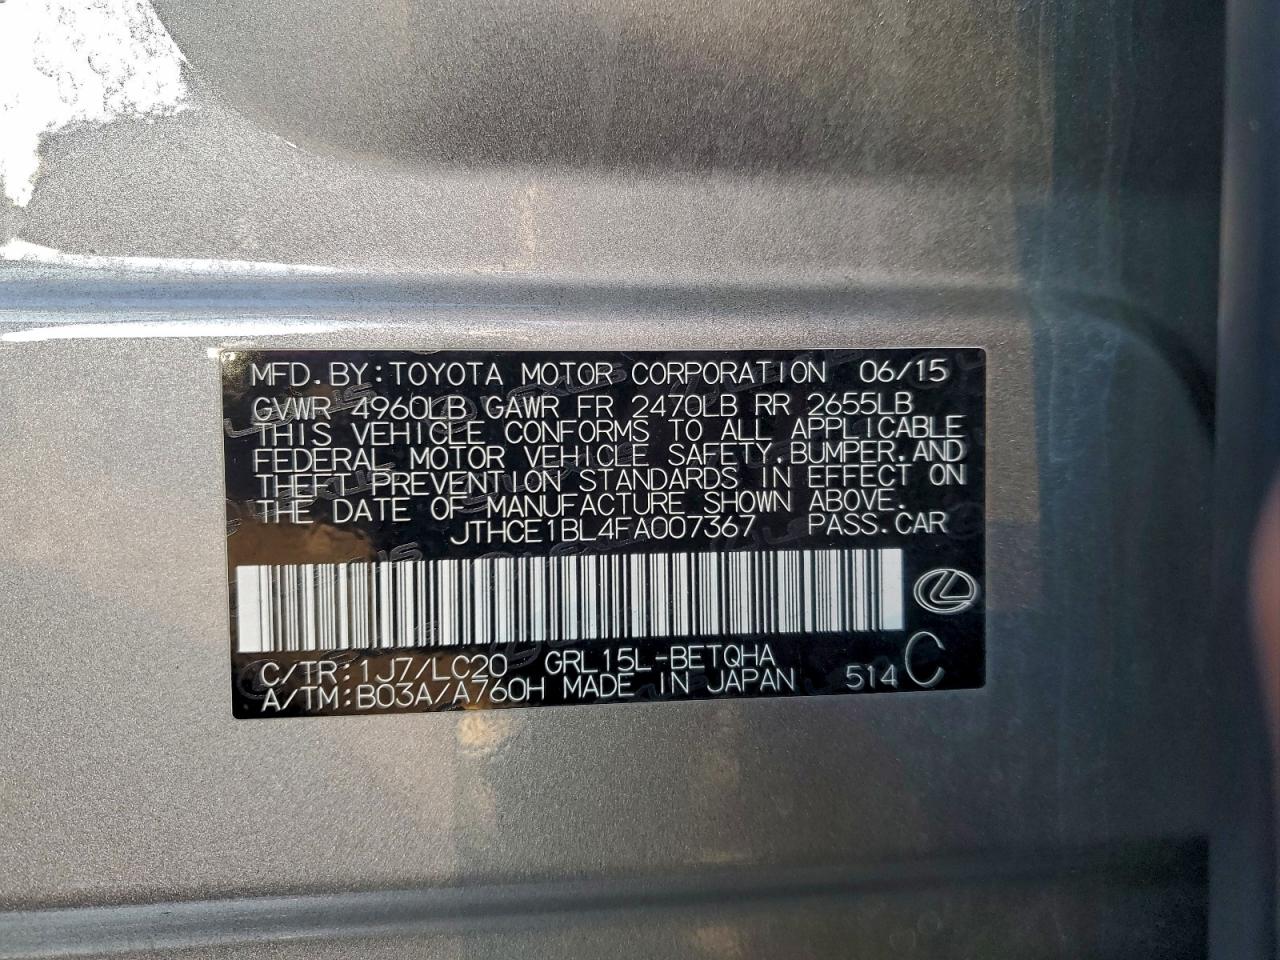 MFD.BY:TOYOTA MOTOR CORPORATION 06/15
GVWR 4960LB GAWR FR 2470LB RR 2655LB
THIS VEHICLE CONFORMS TO ALL APPLICABLE
FEDERAL MOTOR VEHICLE SAFETY,BUMPER,AND
THEFT PREVENTION STANDARDS IN EFFECT ON
THE DATE OF MANUFACTURE SHOWN ABOVE.
JTHCE1BL4FA007367 PASS.CAR
C/TR:1J7/LC20 GRL15L-BETQHA
A/TM:B03A/A760H MADE IN JAPAN 514 C